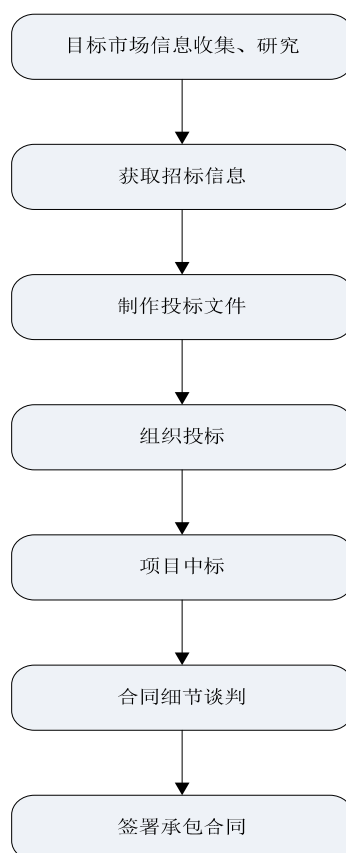 目标市场信息收集、研究
获取招标信息
制作投标文件
组织投标
项目中标
合同细节谈判
签署承包合同